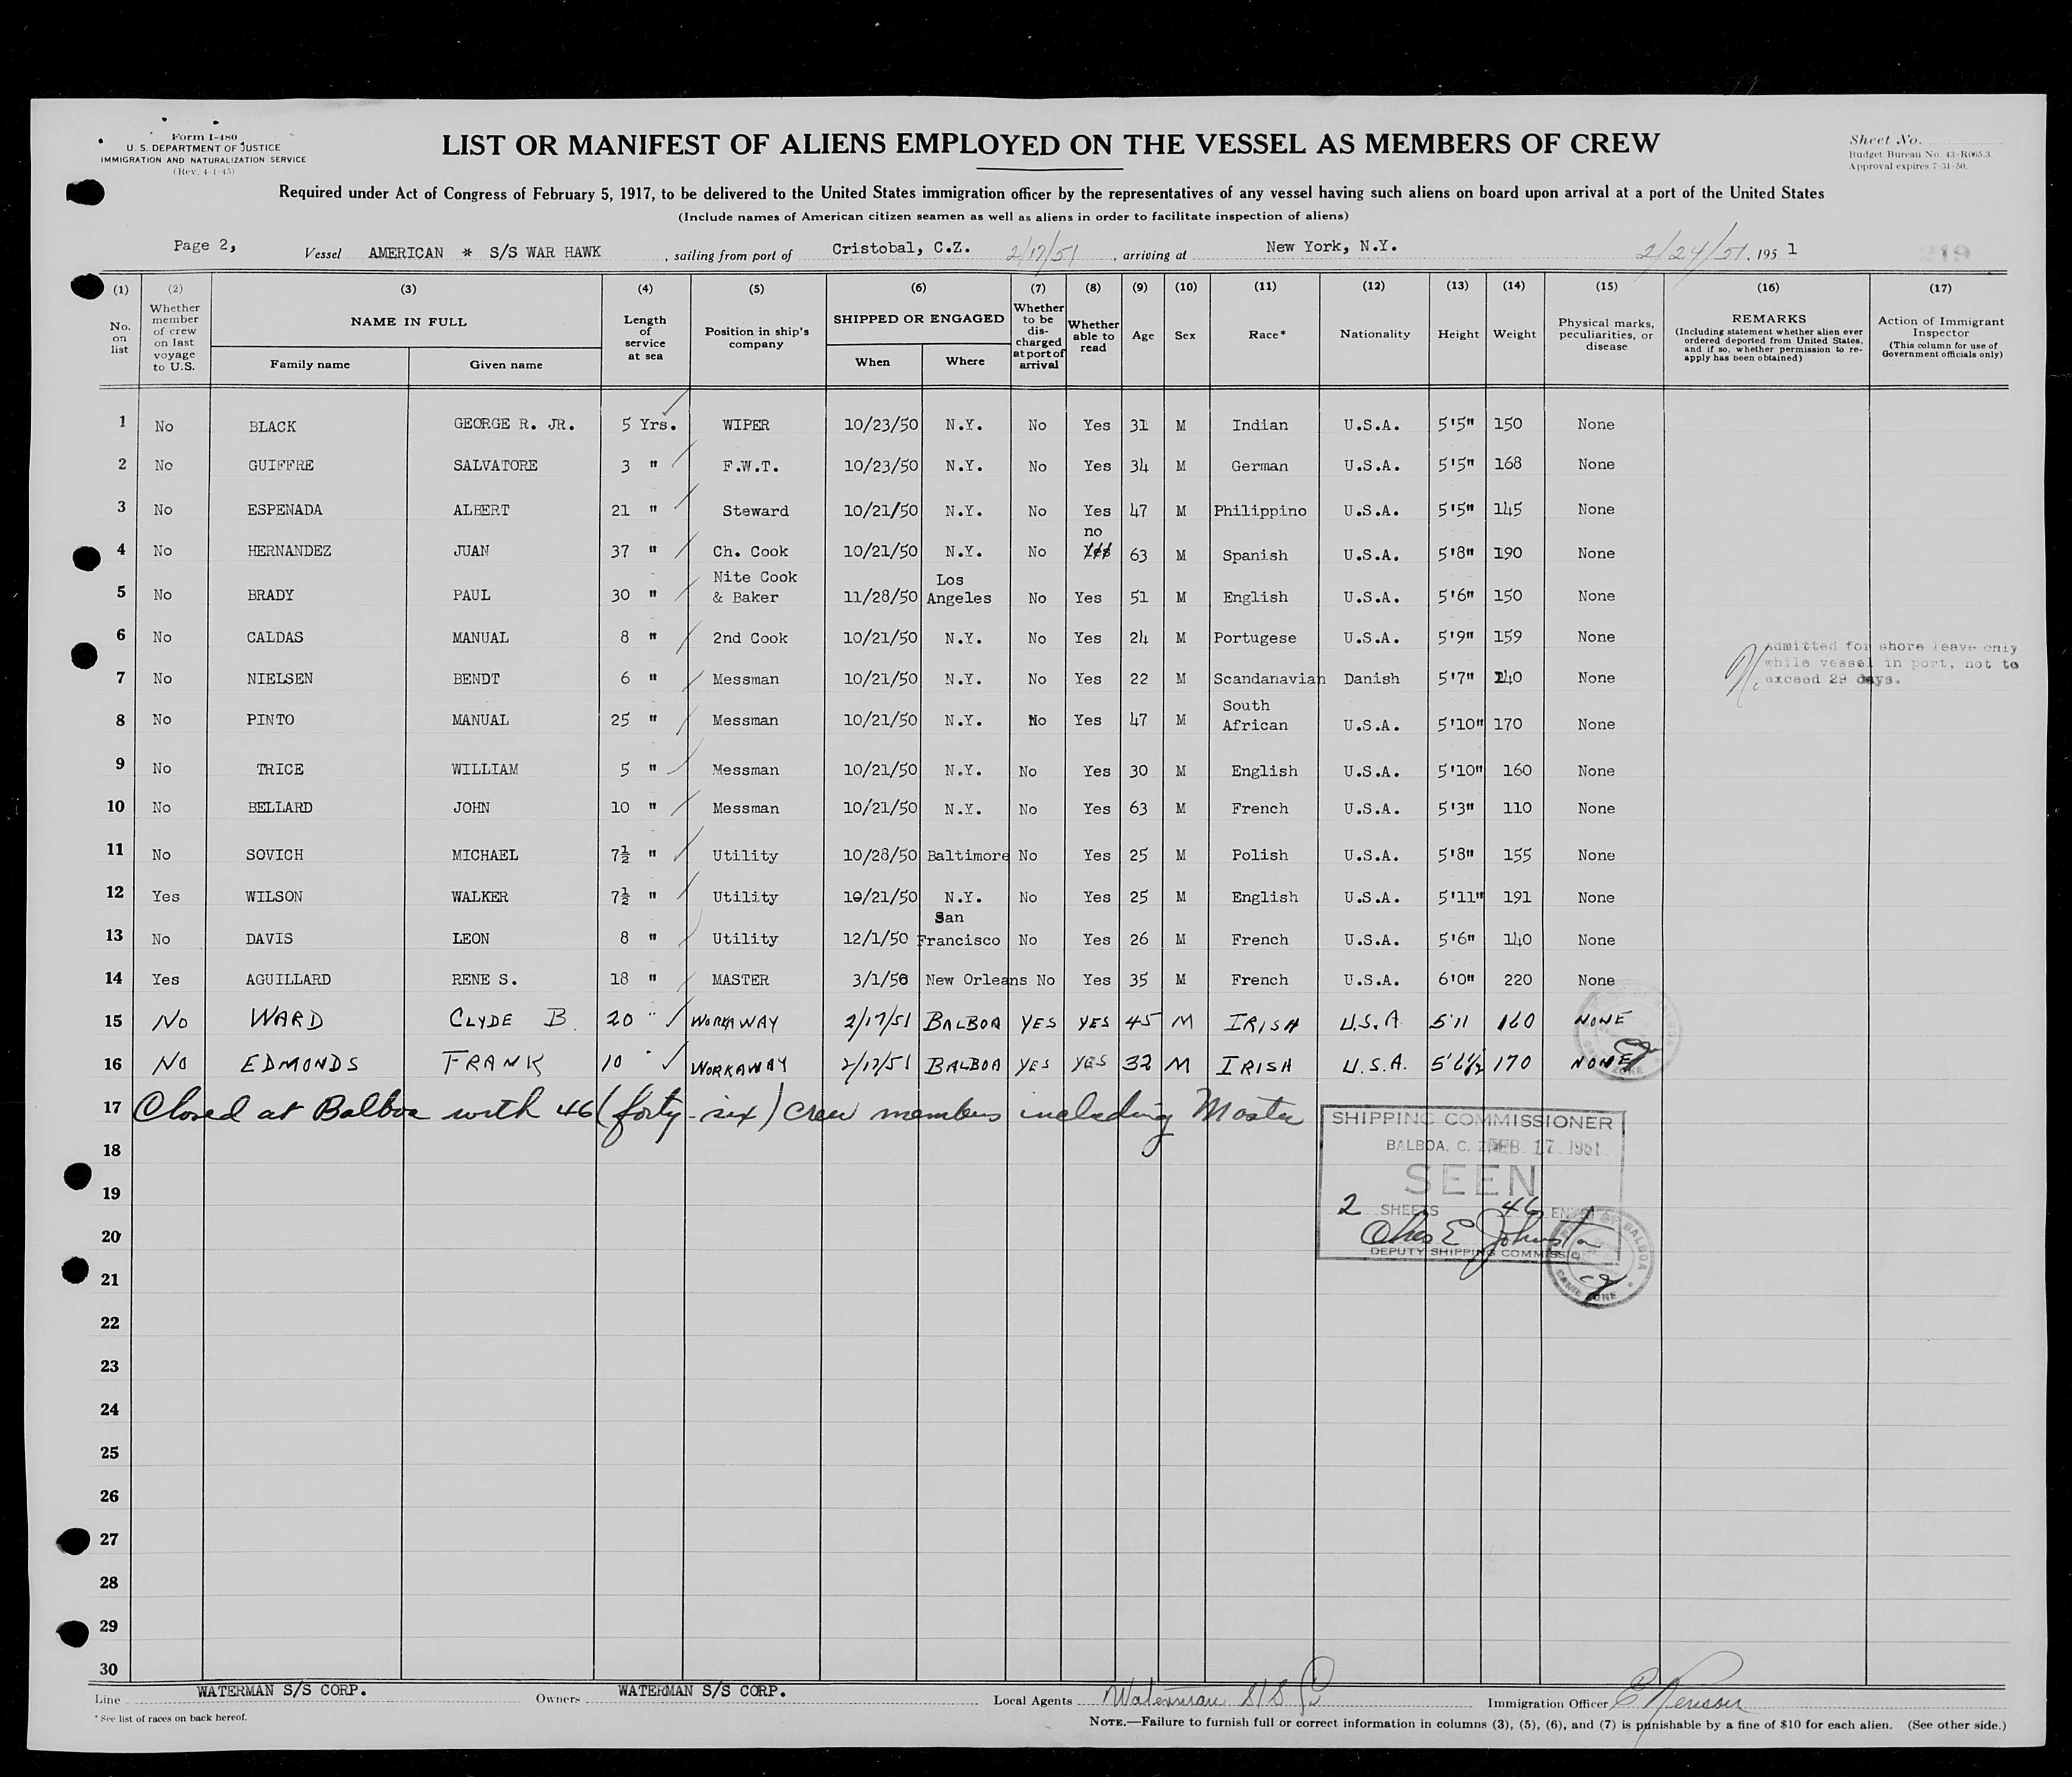 Form I-480
U. S. DEPARTMENT OF JUSTICE
IMMIGRATION AND NATURALIZATION SERVICE
(Rev. 4-1-45)
LIST OR MANIFEST OF ALIENS EMPLOYED ON THE VESSEL AS MEMBERS OF CREW
Sheet No.
Budget Bureau No. 43-R065.3.
Approval expires 7-31-50.
Required under Act of Congress of February 5, 1917, to be delivered to the United States immigration officer by the representatives of any vessel having such aliens on board upon arrival at a port of the United States
(Include names of American citizen seamen as well as aliens in order to facilitate inspection of aliens)
Page 2, Vessel AMERICAN * S/S WAR HAWK , sailing from port of Cristobal, C.Z. 2/17/51 , arriving at New York, N.Y. 2/24/51 , 195 1 219
(1) (2) (3) (4) (5) (6) (7) (8) (9) (10) (11) (12) (13) (14) (15) (16) (17)
No. on list
Whether member of crew on last voyage to U.S.
NAME IN FULL
Family name
Given name
Length of service at sea
Position in ship's company
SHIPPED OR ENGAGED
When
Where
Whether to be discharged at port of arrival
Whether able to read
Age
Sex
Race*
Nationality
Height
Weight
Physical marks, peculiarities, or disease
REMARKS
(Including statement whether alien ever ordered deported from United States, and if so, whether permission to re-apply has been obtained)
Action of Immigrant Inspector
(This column for use of Government officials only)
1 No BLACK GEORGE R. JR. 5 Yrs. WIPER 10/23/50 N.Y. No Yes 31 M Indian U.S.A. 5'5" 150 None
2 No GUIFFRE SALVATORE 3 " F.W.T. 10/23/50 N.Y. No Yes 34 M German U.S.A. 5'5" 168 None
3 No ESPENADA ALBERT 21 " Steward 10/21/50 N.Y. No Yes 47 M Philippino U.S.A. 5'5" 145 None
4 No HERNANDEZ JUAN 37 " Ch. Cook 10/21/50 N.Y. No no Yes 63 M Spanish U.S.A. 5'8" 190 None
5 No BRADY PAUL 30 " Nite Cook & Baker 11/28/50 Los Angeles No Yes 51 M English U.S.A. 5'6" 150 None
6 No CALDAS MANUAL 8 " 2nd Cook 10/21/50 N.Y. No Yes 24 M Portugese U.S.A. 5'9" 159 None
7 No NIELSEN BENDT 6 " Messman 10/21/50 N.Y. No Yes 22 M Scandanavian Danish 5'7" 140 None
Admitted for shore leave only
while vessel in port, not to
exceed 29 days.
8 No PINTO MANUAL 25 " Messman 10/21/50 N.Y. No Yes 47 M South African U.S.A. 5'10" 170 None
9 No TRICE WILLIAM 5 " Messman 10/21/50 N.Y. No Yes 30 M English U.S.A. 5'10" 160 None
10 No BELLARD JOHN 10 " Messman 10/21/50 N.Y. No Yes 63 M French U.S.A. 5'3" 110 None
11 No SOVICH MICHAEL 7½ " Utility 10/28/50 Baltimore No Yes 25 M Polish U.S.A. 5'8" 155 None
12 Yes WILSON WALKER 7½ " Utility 10/21/50 N.Y. No Yes 25 M English U.S.A. 5'11" 191 None
13 No DAVIS LEON 8 " Utility 12/1/50 San Francisco No Yes 26 M French U.S.A. 5'6" 140 None
14 Yes AGUILLARD RENE S. 18 " MASTER 3/1/50 New Orleans No Yes 35 M French U.S.A. 6'0" 220 None
15 No WARD CLYDE B. 20 " WORKAWAY 2/17/51 BALBOA YES YES 45 M IRISH U.S.A. 5'11 160 NONE
16 NO EDMONDS FRANK 10 " WORKAWAY 2/17/51 BALBOA YES YES 32 M IRISH U.S.A. 5'6½ 170 NONE
17 Closed at Balboa with 46 (forty-six) crew members including Master
SHIPPING COMMISSIONER
BALBOA, C. Z. FEB 17 1951
SEEN
2 SHEETS 46
Chas E Johnston
DEPUTY SHIPPING COMMISSIO
BALBOA
CANAL ZONE
18
19
20
21
22
23
24
25
26
27
28
29
30
Line WATERMAN S/S CORP. Owners WATERMAN S/S CORP. Local Agents Waterman S/S Immigration Officer
*See list of races on back hereof.
NOTE.—Failure to furnish full or correct information in columns (3), (5), (6), and (7) is punishable by a fine of $10 for each alien. (See other side.)